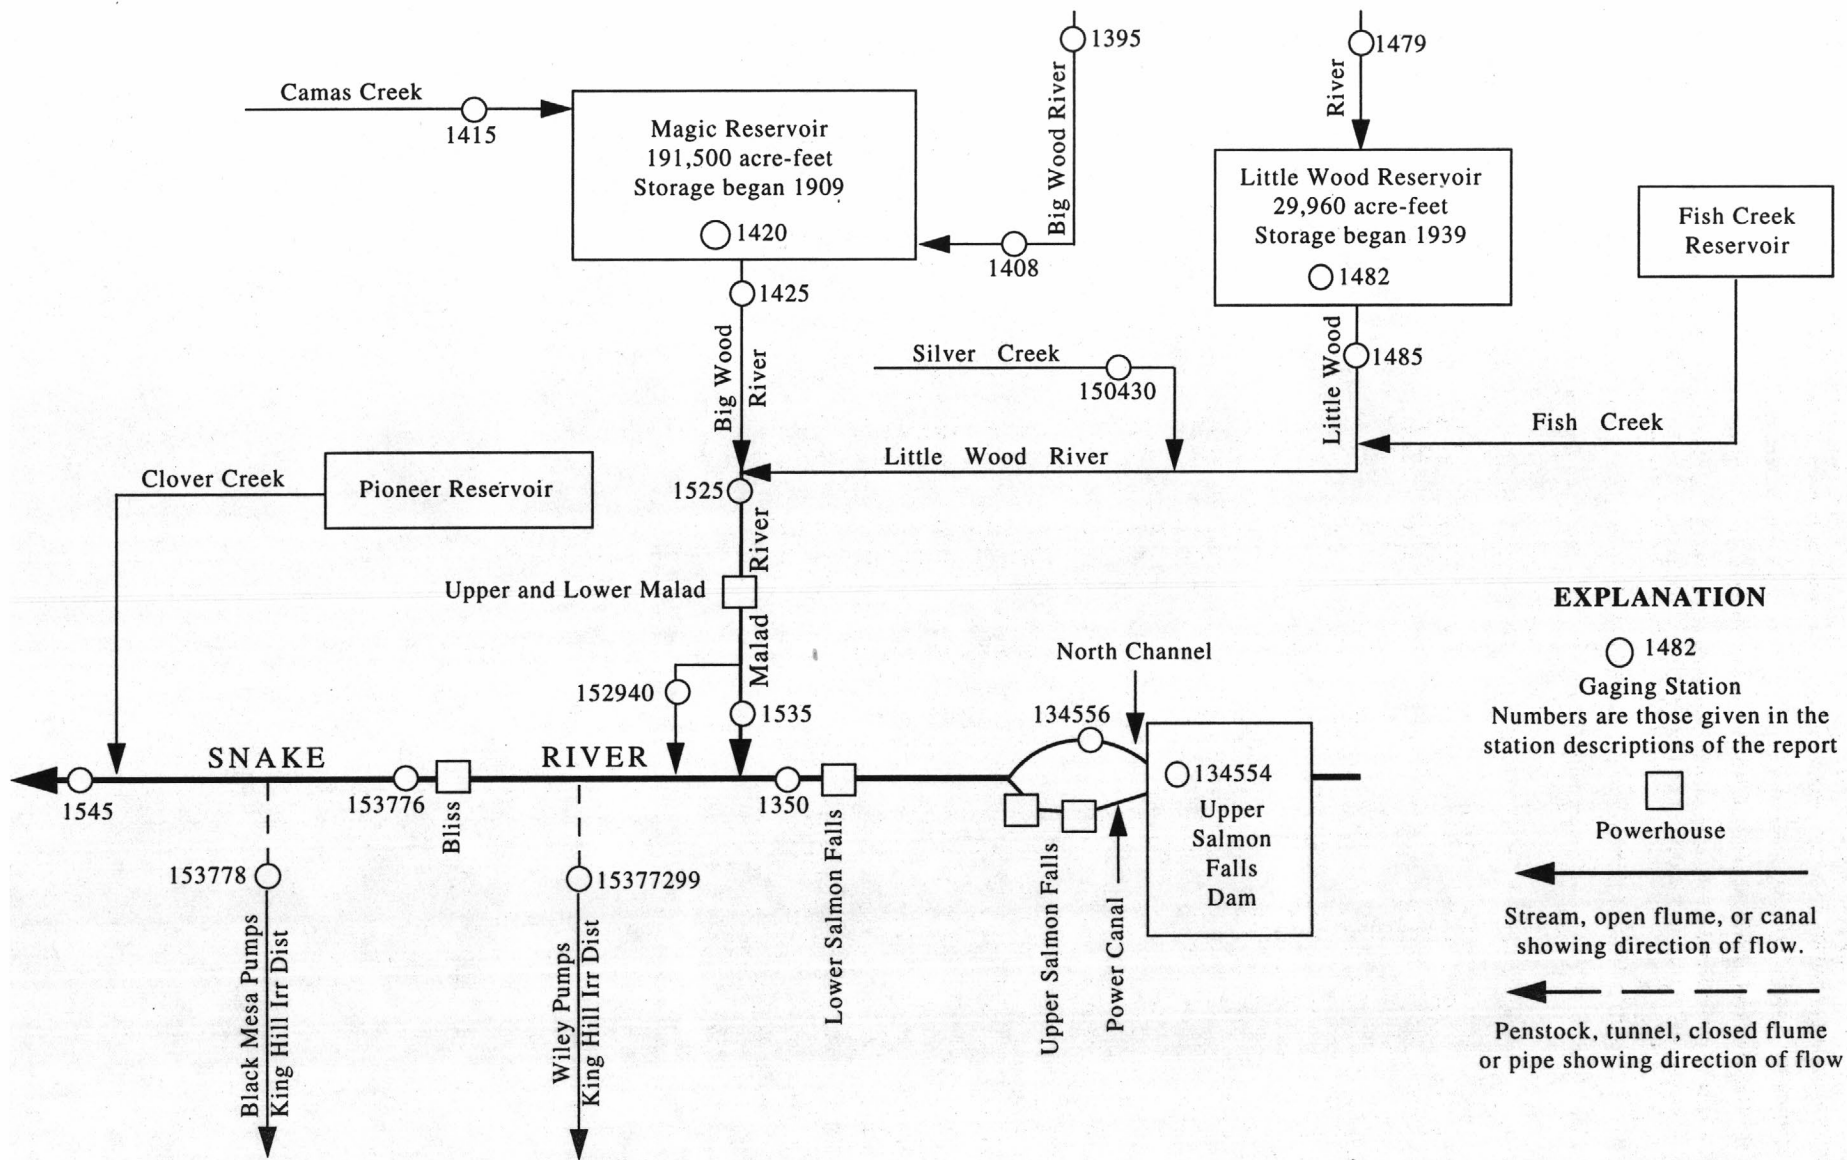 1395
1479
Camas Creek
1415
Big Wood River
River
Magic Reservoir
191,500 acre-feet
Storage began 1909
1420
1408
Little Wood Reservoir
29,960 acre-feet
Storage began 1939
1482
Fish Creek
Reservoir
1425
Big Wood
River
Silver Creek
150430
Little Wood
1485
Fish Creek
Little Wood River
Clover Creek
Pioneer Reservoir
1525
River
Upper and Lower Malad
Malad
152940
1535
North Channel
134556
134554
Upper
Salmon
Falls
Dam
SNAKE RIVER
1545
153776
Bliss
1350
Lower Salmon Falls
Upper Salmon Falls
Power Canal
153778
Black Mesa Pumps
King Hill Irr Dist
15377299
Wiley Pumps
King Hill Irr Dist
EXPLANATION
1482
Gaging Station
Numbers are those given in the
station descriptions of the report
Powerhouse
Stream, open flume, or canal
showing direction of flow.
Penstock, tunnel, closed flume
or pipe showing direction of flow